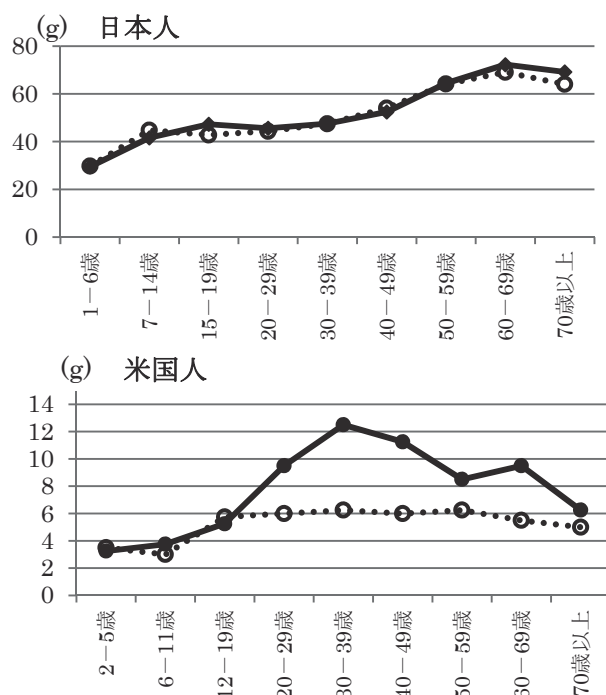 (g) 日本人
80
60
40
20
0
1－6歳
7－14歳
15－19歳
20－29歳
30－39歳
40－49歳
50－59歳
60－69歳
70歳以上
(g) 米国人
14
12
10
8
6
4
2
0
2－5歳
6－11歳
12－19歳
20－29歳
30－39歳
40－49歳
50－59歳
60－69歳
70歳以上